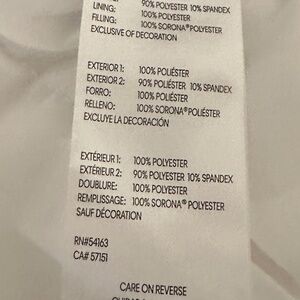 90% POLYESTER 10% SPANDEX
LINING: 100% POLYESTER
FILLING: 100% SORONA® POLYESTER
EXCLUSIVE OF DECORATION
EXTERIOR 1: 100% POLIÉSTER
EXTERIOR 2: 90% POLIÉSTER 10% SPANDEX
FORRO: 100% POLIÉSTER
RELLENO: 100% SORONA® POLIÉSTER
EXCLUYE LA DECORACIÓN
EXTÉRIEUR 1: 100% POLYESTER
EXTÉRIEUR 2: 90% POLYESTER 10% SPANDEX
DOUBLURE: 100% POLYESTER
REMPLISSAGE: 100% SORONA® POLYESTER
SAUF DÉCORATION
RN#54163
CA# 57151
CARE ON REVERSE